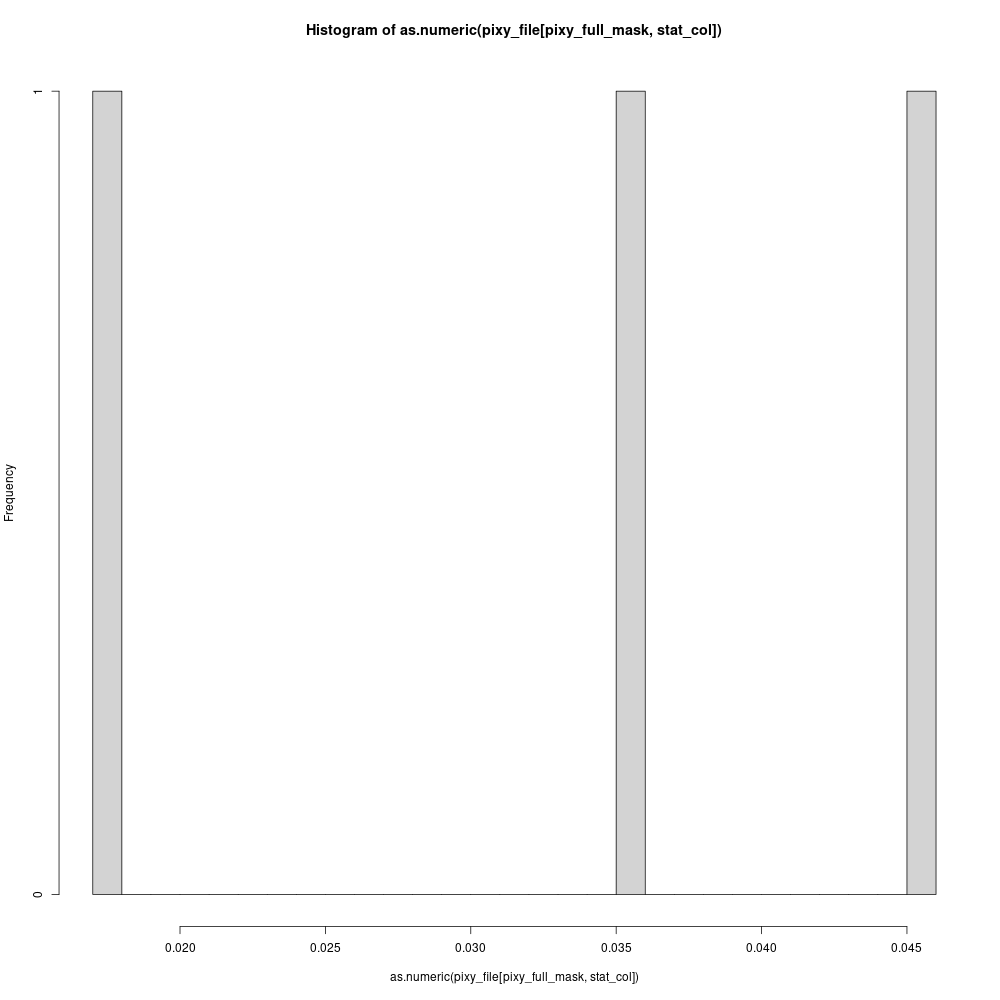 Histogram of as.numeric(pixy_file[pixy_full_mask, stat_col])
Frequency
1
0
0.020 0.025 0.030 0.035 0.040 0.045
as.numeric(pixy_file[pixy_full_mask, stat_col])